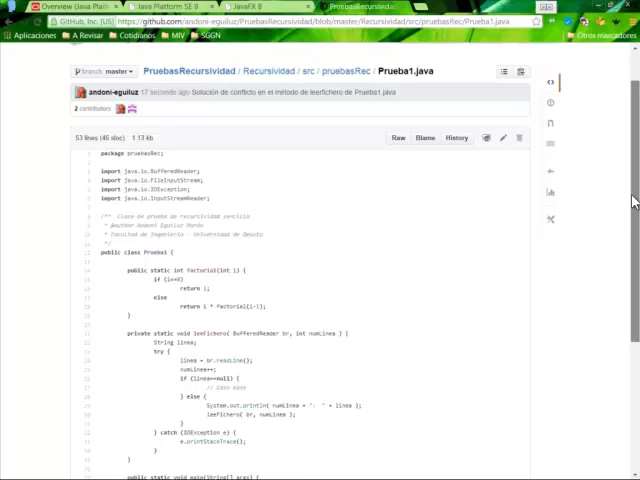 Overview (Java Platf
Java Platform SE 8
JavaFX 8
PruebasRecursividad
GitHub, Inc. [US] https://github.com/andoni-eguiluz/PruebasRecursividad/blob/master/Recursividad/src/pruebasRec/Prueba1.java
Aplicaciones A Revisar Cotidianos MIV SGGN Otros marcadores
branch: master PruebasRecursividad / Recursividad / src / pruebasRec / Prueba1.java
andoni-eguiluz 17 seconds ago Solución de conflicto en el método de leerfichero de Prueba1.java
2 contributors
53 lines (46 sloc) 1.13 kb Raw Blame History
package pruebasRec;
import java.io.BufferedReader;
import java.io.FileInputStream;
import java.io.IOException;
import java.io.InputStreamReader;
/** Clase de prueba de recursividad sencilla
* @author Andoni Eguiluz Morán
* Facultad de Ingeniería - Universidad de Deusto
*/
public class Prueba1 {
public static int factorial(int i) {
if (i==0)
return 1;
else
return i * factorial(i-1);
}
private static void leeFichero( BufferedReader br, int numLinea ) {
String linea;
try {
linea = br.readLine();
numLinea++;
if (linea==null) {
// Caso base
} else {
System.out.println( numLinea + ": " + linea );
leeFichero( br, numLinea );
}
} catch (IOException e) {
e.printStackTrace();
}
}
public static void main(String[] args) {